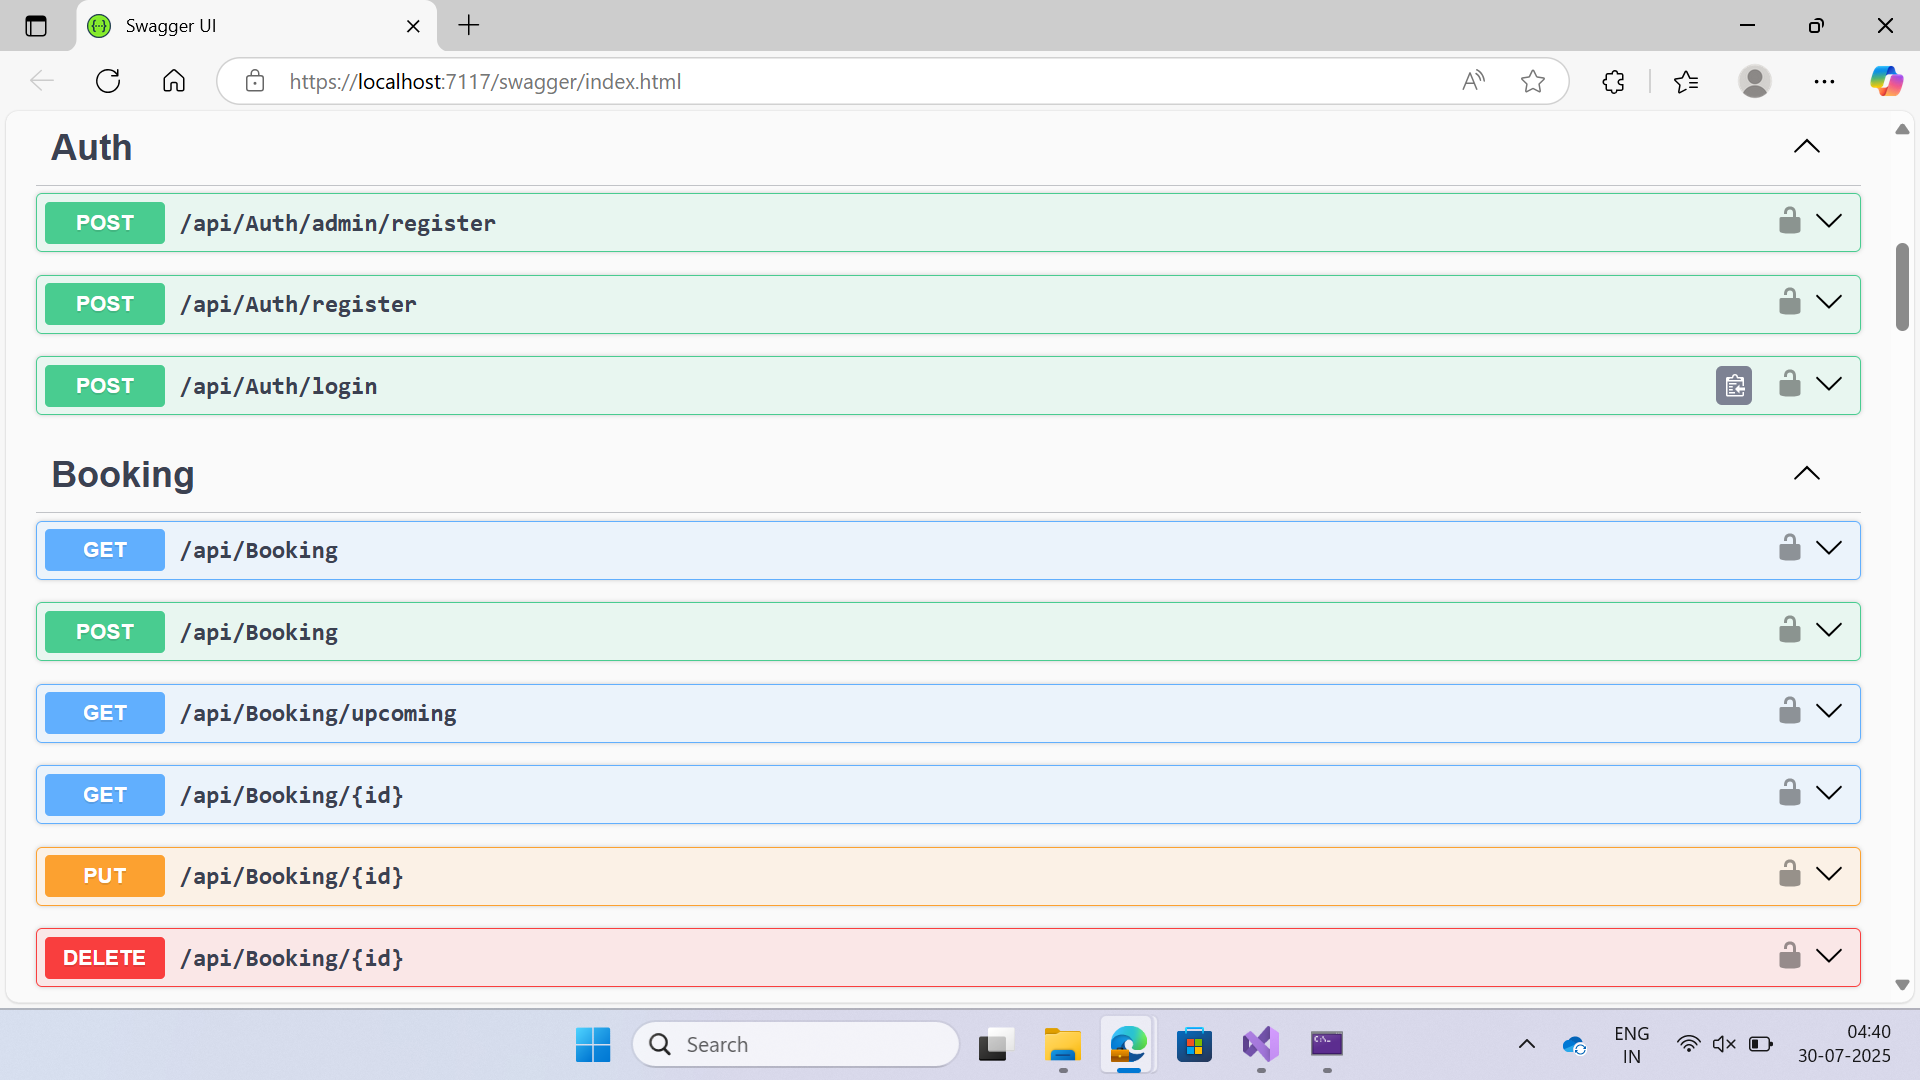 Swagger UI
https://localhost:7117/swagger/index.html
Auth
POST /api/Auth/admin/register
POST /api/Auth/register
POST /api/Auth/login
Booking
GET /api/Booking
POST /api/Booking
GET /api/Booking/upcoming
GET /api/Booking/{id}
PUT /api/Booking/{id}
DELETE /api/Booking/{id}
Search
ENG
IN
04:40
30-07-2025